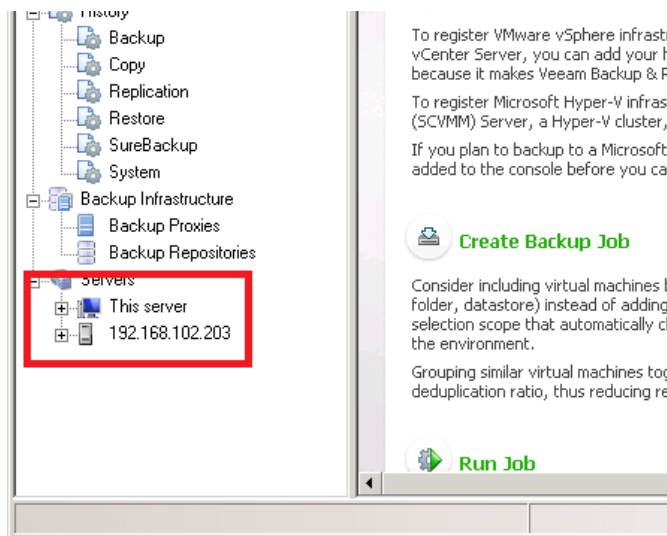 History
Backup
Copy
Replication
Restore
SureBackup
System
Backup Infrastructure
Backup Proxies
Backup Repositories
Servers
This server
192.168.102.203
To register VMware vSphere infrast
vCenter Server, you can add your h
because it makes Veeam Backup & R
To register Microsoft Hyper-V infras
(SCVMM) Server, a Hyper-V cluster,
If you plan to backup to a Microsoft
added to the console before you ca
Create Backup Job
Consider including virtual machines b
folder, datastore) instead of adding
selection scope that automatically c
the environment.
Grouping similar virtual machines tog
deduplication ratio, thus reducing re
Run Job